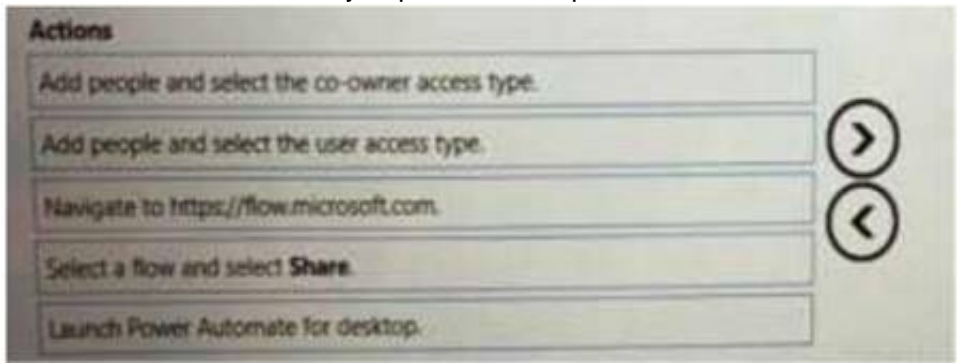 Actions
Add people and select the co-owner access type.
Add people and select the user access type.
Navigate to https://flow.microsoft.com.
Select a flow and select Share.
Launch Power Automate for desktop.